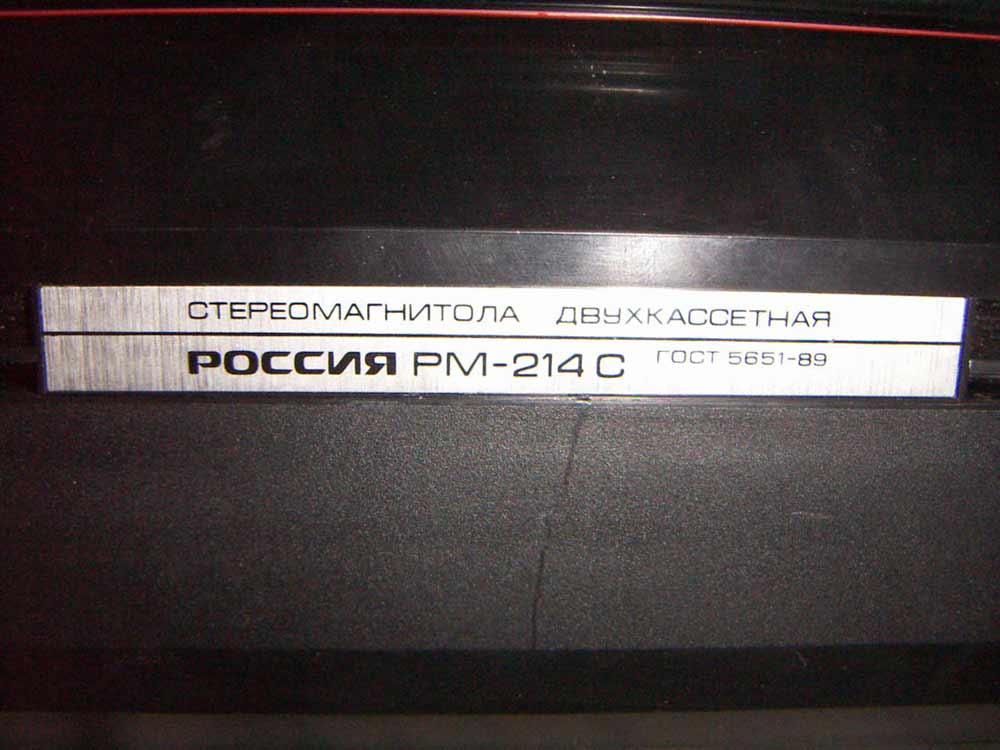 СТЕРЕОМАГНИТОЛА ДВУХКАССЕТНАЯ
РОССИЯ РМ-214 С ГОСТ 5651-89